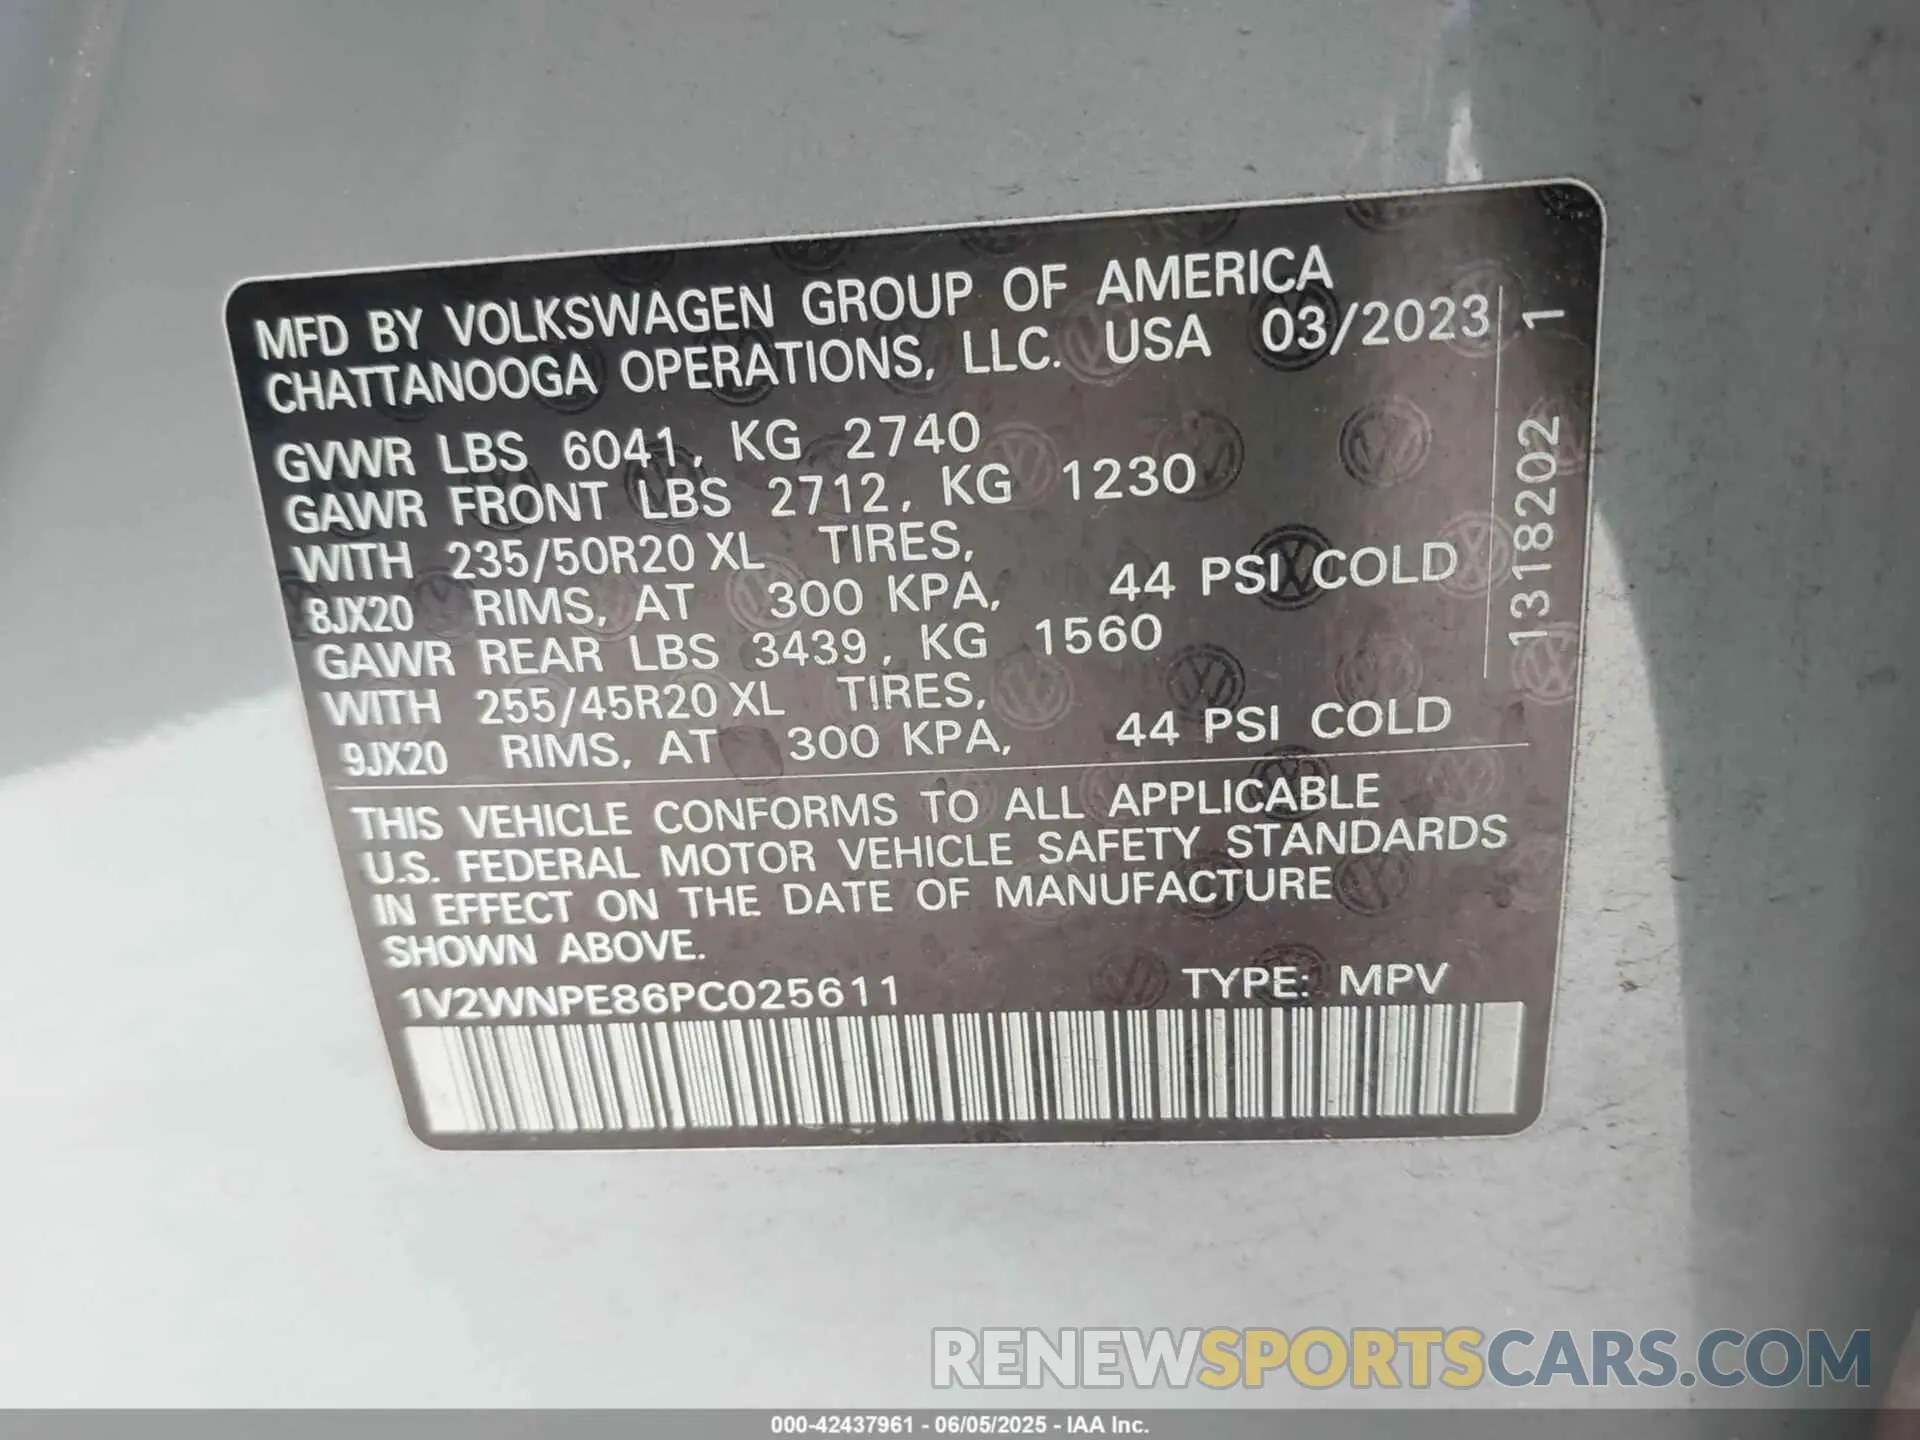 MFD BY VOLKSWAGEN GROUP OF AMERICA
CHATTANOOGA OPERATIONS, LLC. USA 03/2023
GVWR LBS 6041, KG 2740
GAWR FRONT LBS 2712, KG 1230
WITH 235/50R20 XL TIRES,
8JX20 RIMS, AT 300 KPA, 44 PSI COLD
GAWR REAR LBS 3439, KG 1560
WITH 255/45R20 XL TIRES,
9JX20 RIMS, AT 300 KPA, 44 PSI COLD
1318202 1
THIS VEHICLE CONFORMS TO ALL APPLICABLE
U.S. FEDERAL MOTOR VEHICLE SAFETY STANDARDS
IN EFFECT ON THE DATE OF MANUFACTURE
SHOWN ABOVE.
1V2WNPE86PC025611 TYPE: MPV
RENEWSPORTSCARS.COM
000-42437961 - 06/05/2025 - IAA Inc.